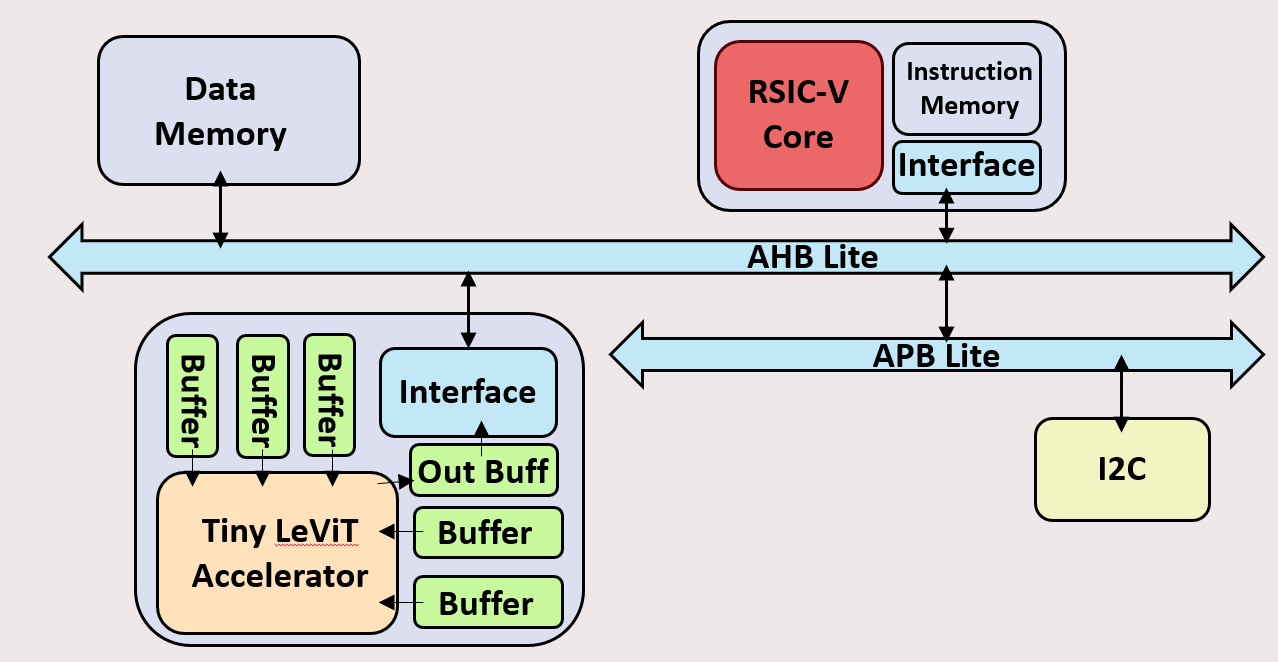 Data
Memory
RSIC-V
Core
Instruction
Memory
Interface
AHB Lite
APB Lite
Buffer
Buffer
Buffer
Interface
Out Buff
Tiny LeViT
Accelerator
Buffer
Buffer
I2C